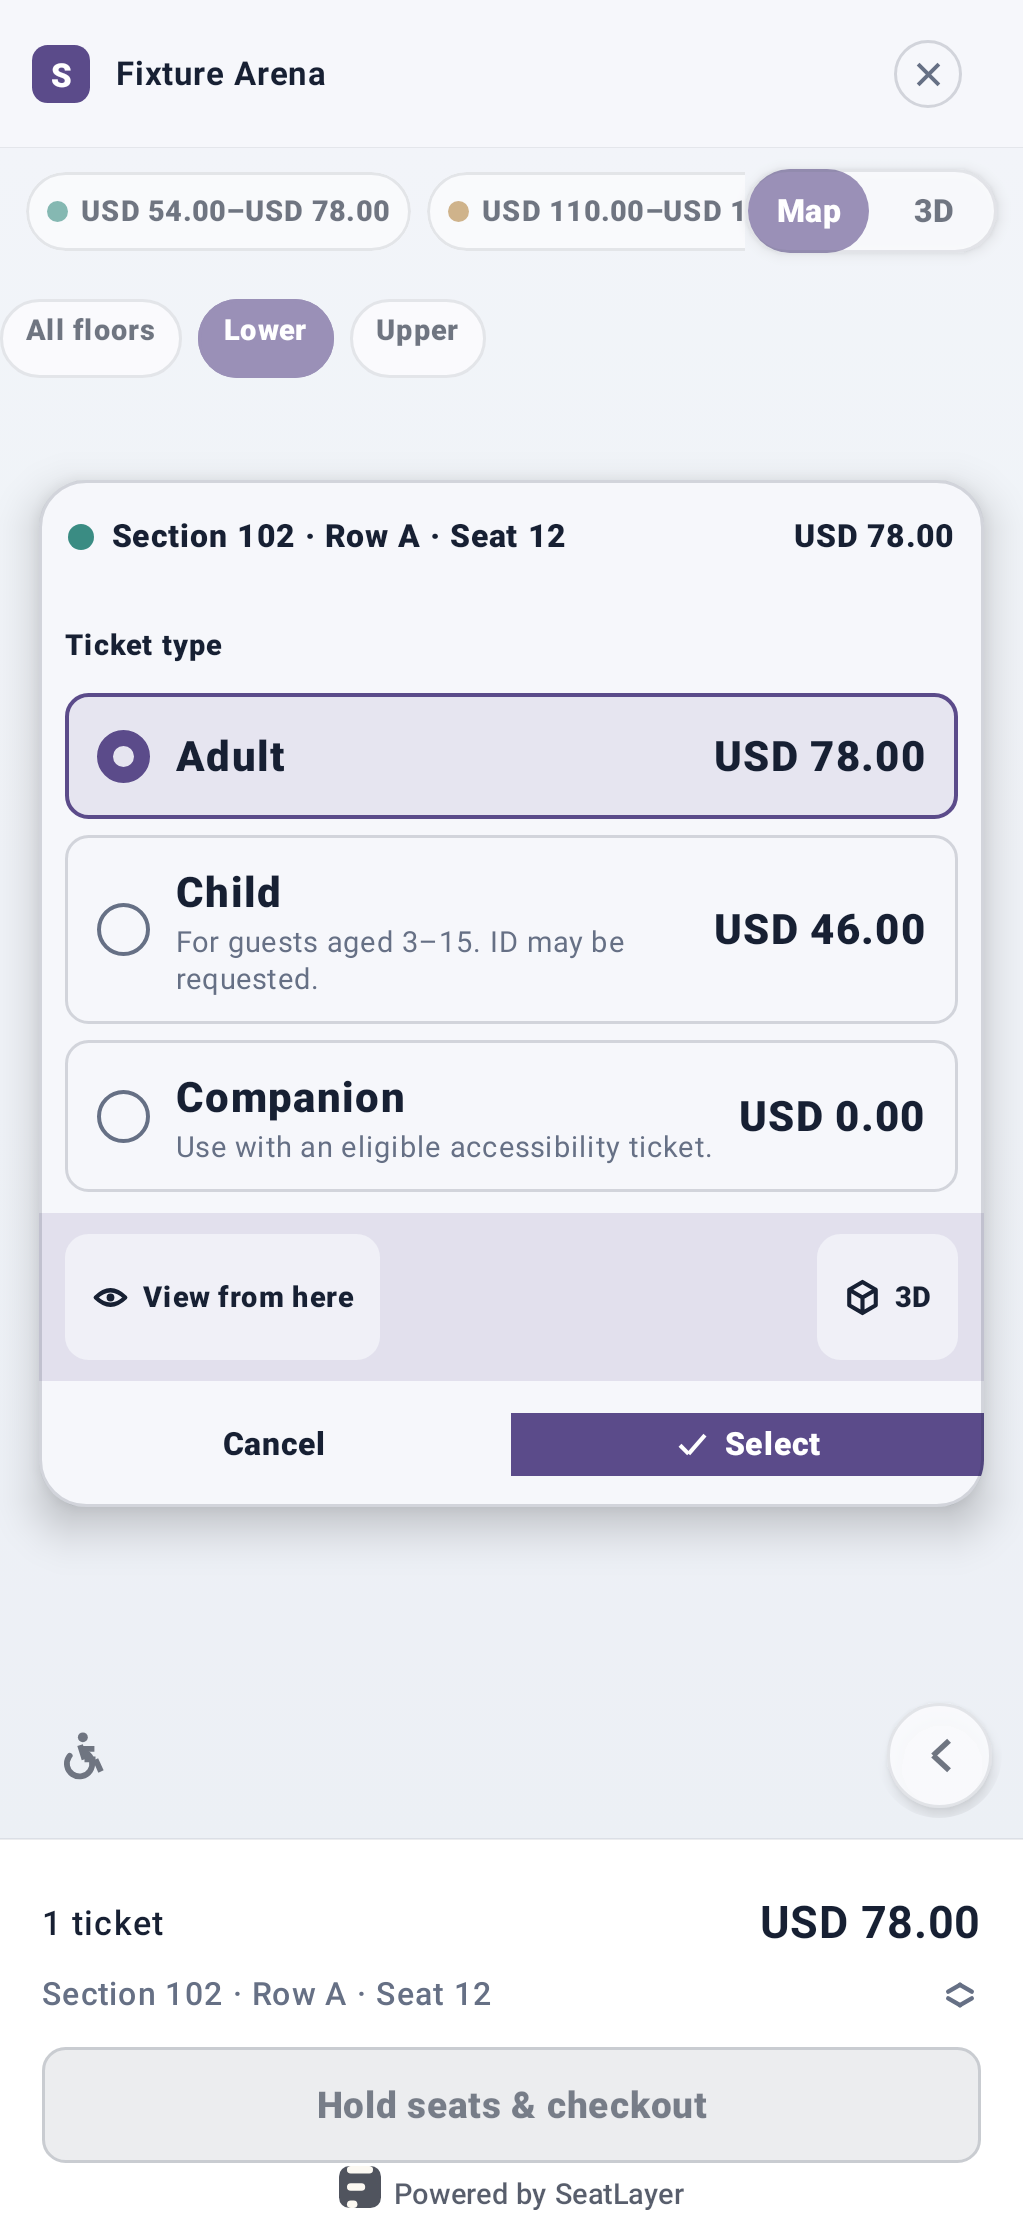 S Fixture Arena
USD 54.00–USD 78.00
USD 110.00–USD 1
Map
3D
All floors
Lower
Upper
Section 102 · Row A · Seat 12
USD 78.00
Ticket type
Adult
USD 78.00
Child
For guests aged 3–15. ID may be
requested.
USD 46.00
Companion
Use with an eligible accessibility ticket.
USD 0.00
View from here
3D
Cancel
Select
1 ticket
USD 78.00
Section 102 · Row A · Seat 12
Hold seats & checkout
Powered by SeatLayer